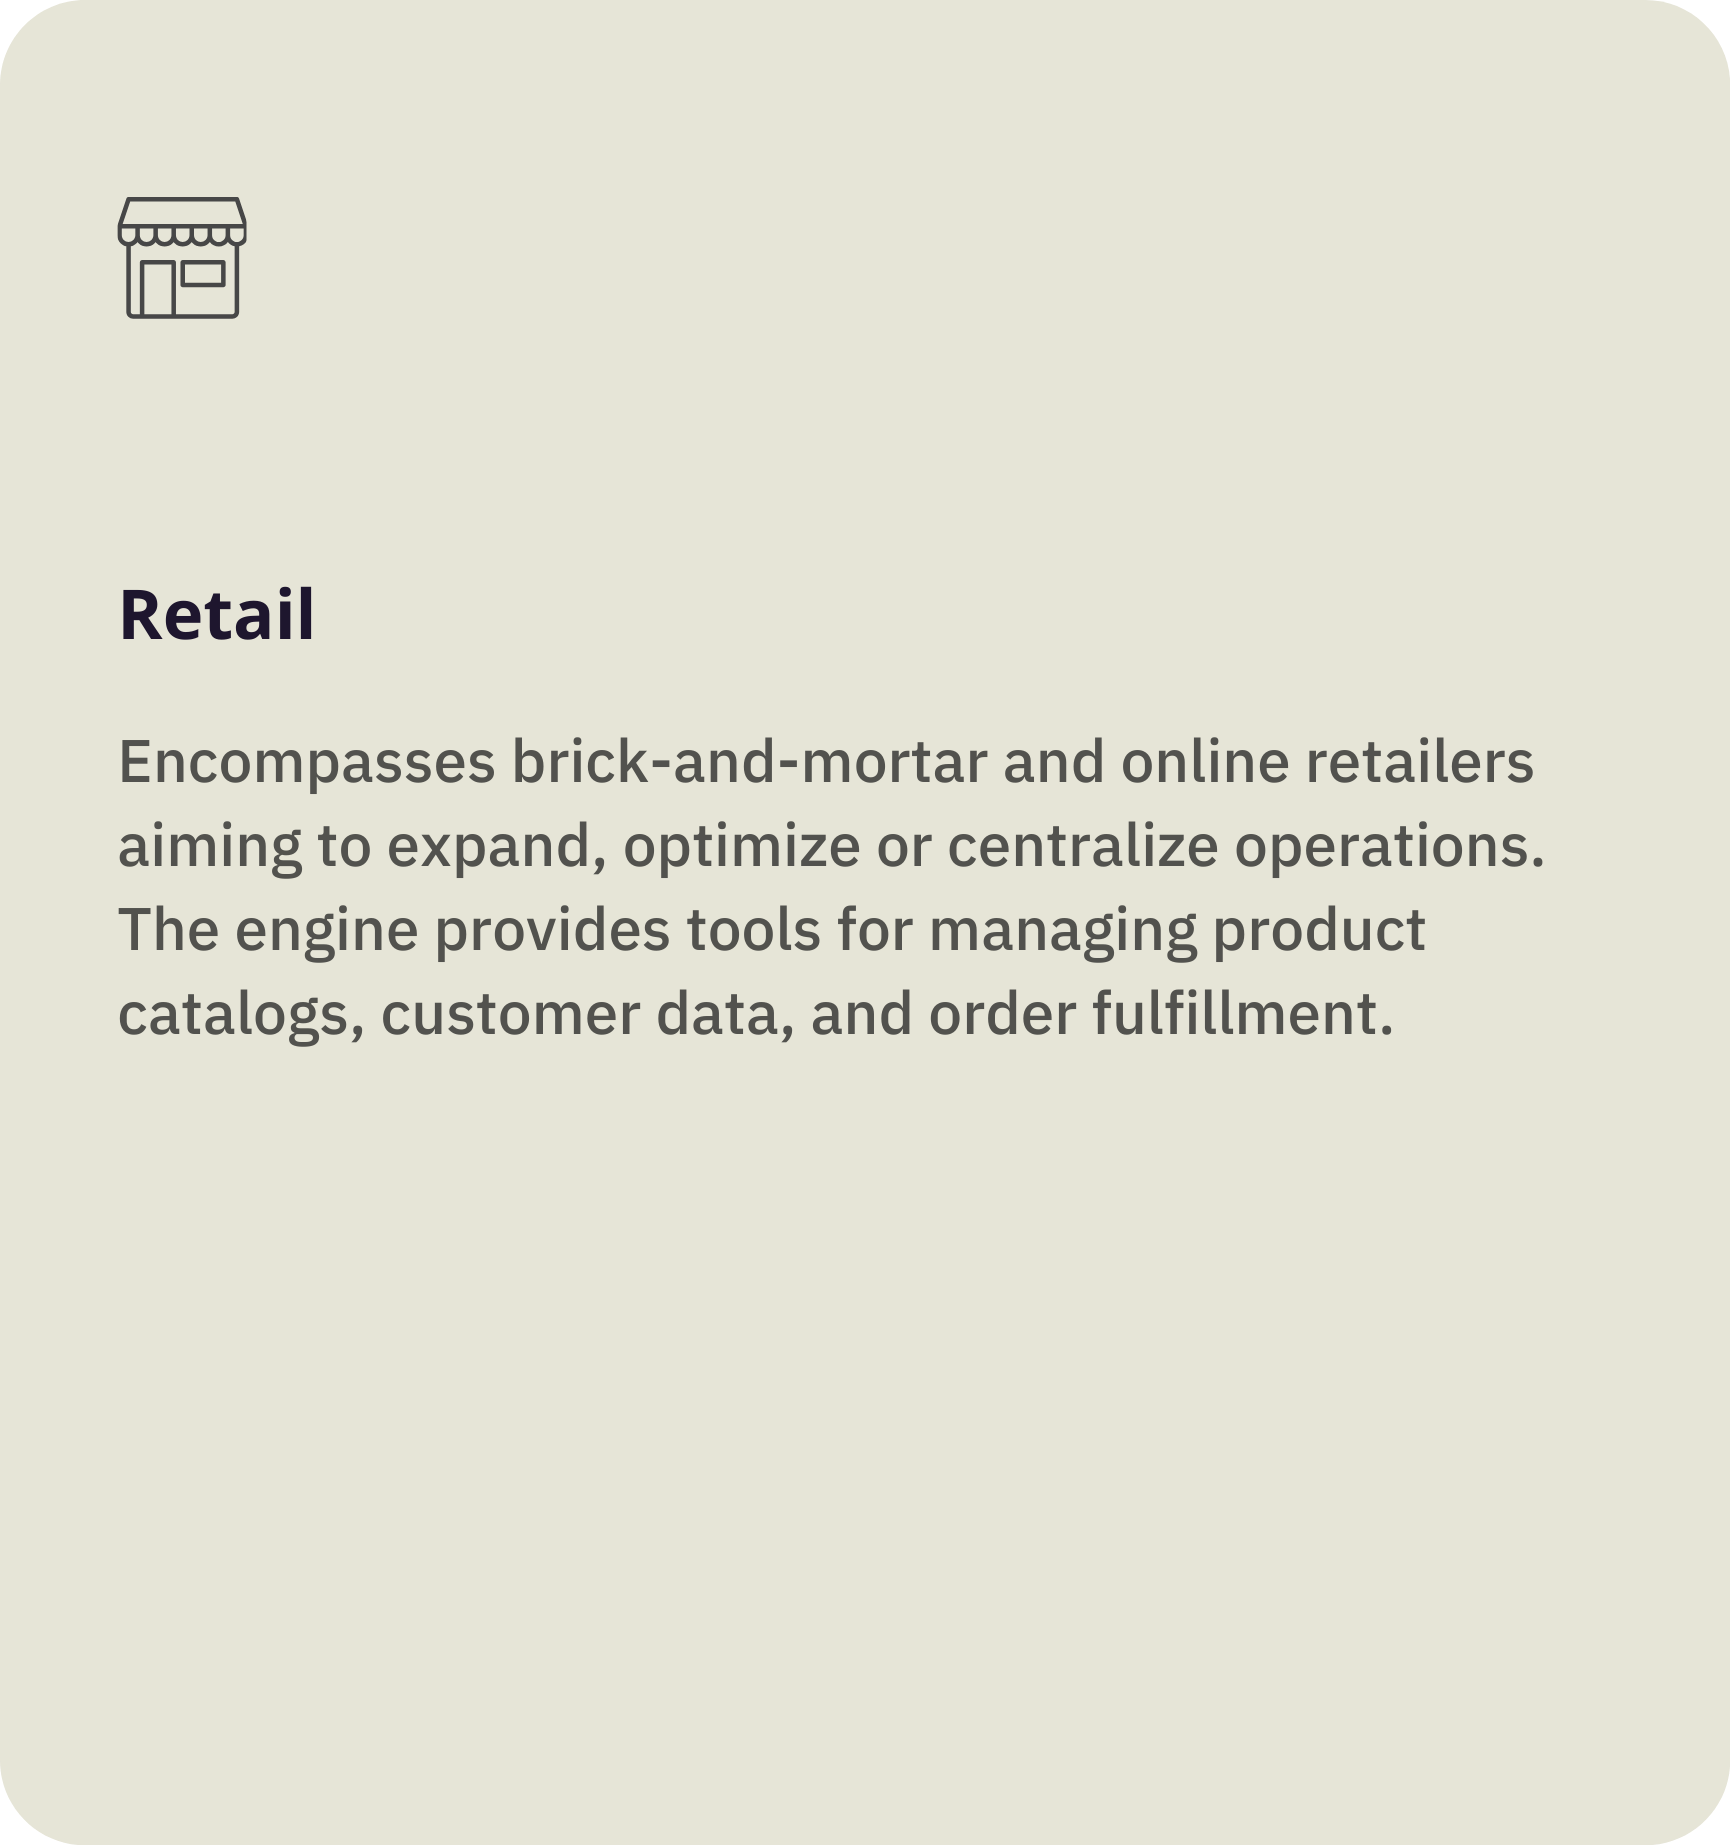 Retail
Encompasses brick-and-mortar and online retailers
aiming to expand, optimize or centralize operations.
The engine provides tools for managing product
catalogs, customer data, and order fulfillment.